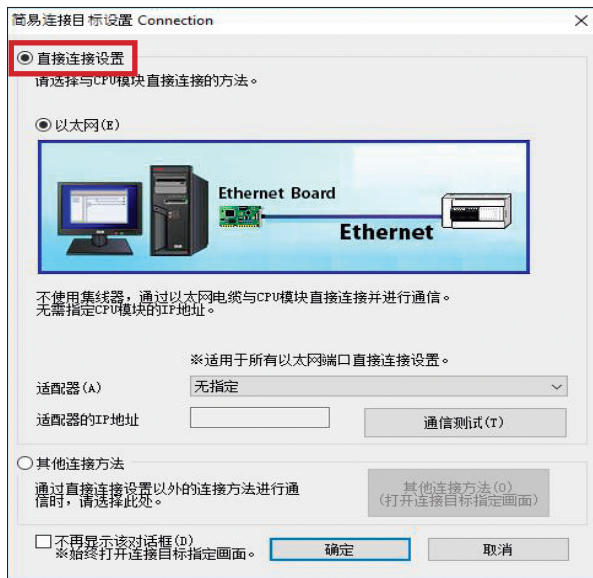 简易连接目标设置 Connection
直接连接设置
请选择与CPU模块直接连接的方法。
以太网(E)
Ethernet Board
Ethernet
不使用集线器，通过以太网电缆与CPU模块直接连接并进行通信。
无需指定CPU模块的IP地址。
※适用于所有以太网端口直接连接设置。
适配器(A)
无指定
适配器的IP地址
通信测试(T)
其他连接方法
通过直接连接设置以外的连接方法进行通
信时，请选择此处。
其他连接方法(O)
(打开连接目标指定画面)
不再显示该对话框(D)
※始终打开连接目标指定画面。
确定
取消